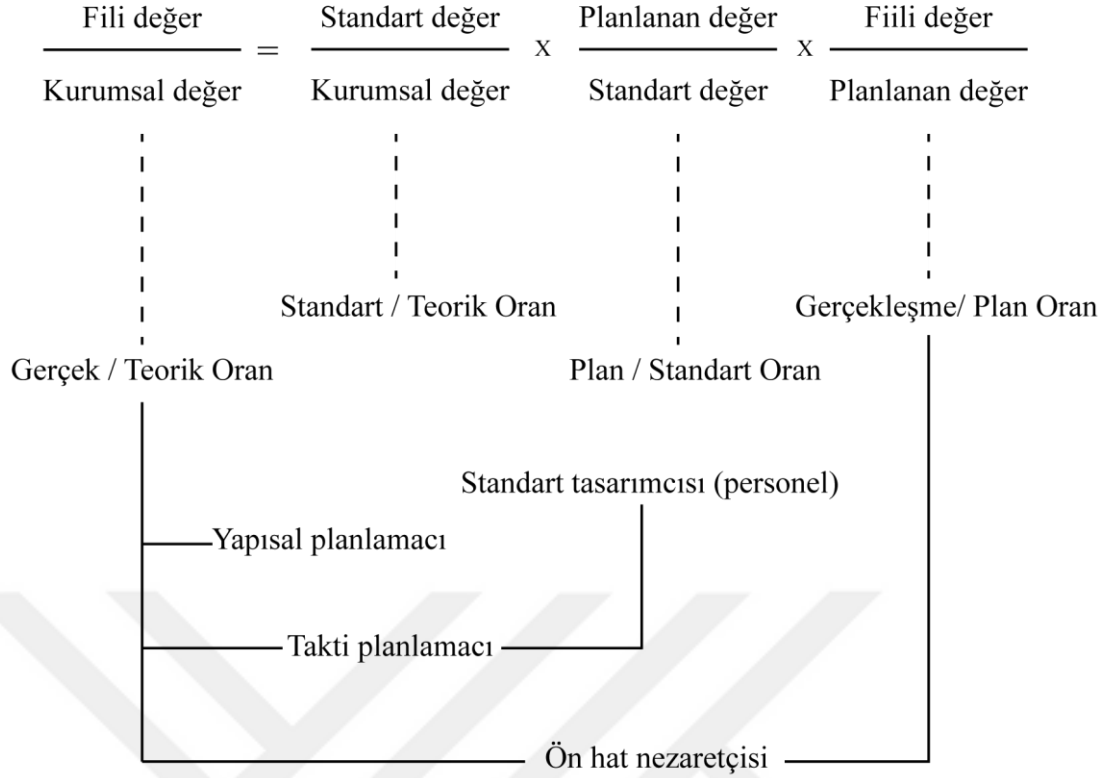 Fili değer Standart değer Planlanan değer Fiili değer
= x x
Kurumsal değer Kurumsal değer Standart değer Planlanan değer
Standart / Teorik Oran Gerçekleşme/ Plan Oran
Gerçek / Teorik Oran Plan / Standart Oran
Standart tasarımcısı (personel)
Yapısal planlamacı
Takti planlamacı
Ön hat nezaretçisi